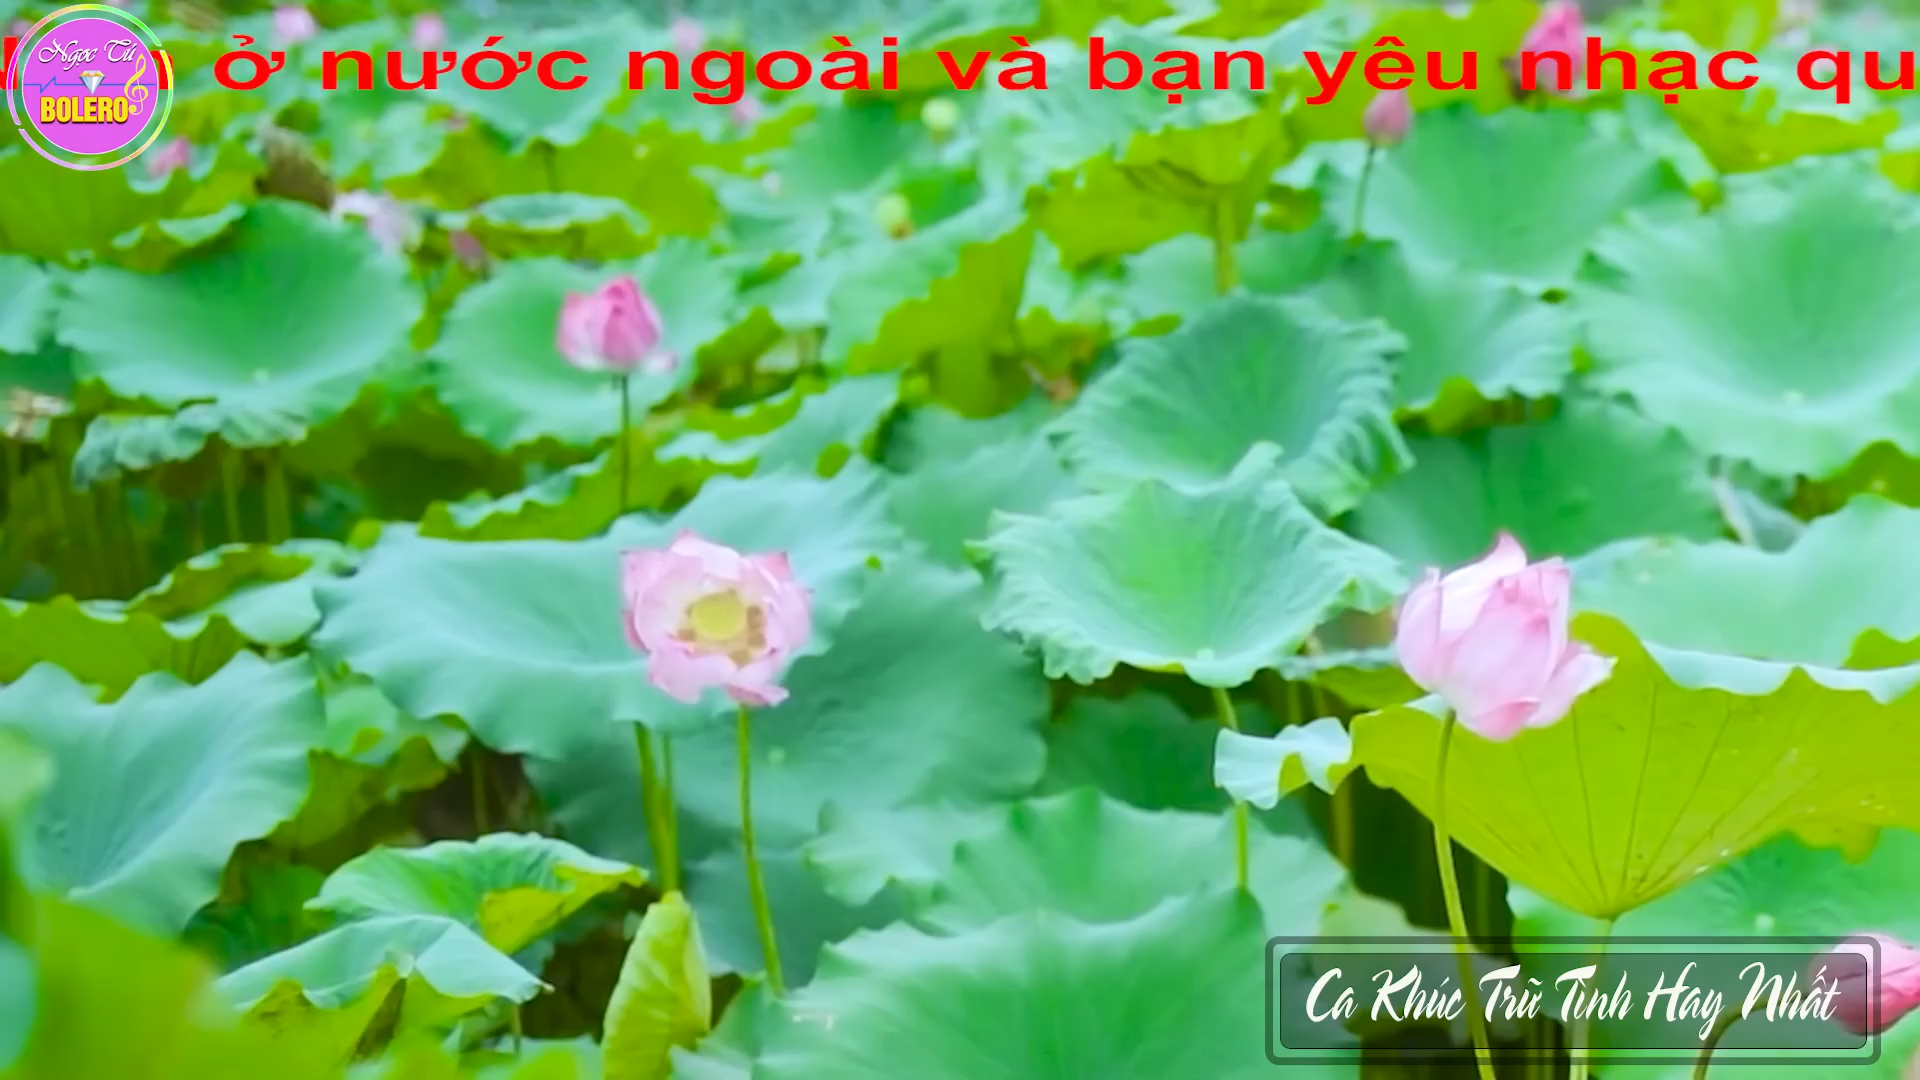 ở nước ngoài và bạn yêu nhạc qu
Ngọc Tú
BOLERO
Ca Khúc Trữ Tình Hay Nhất